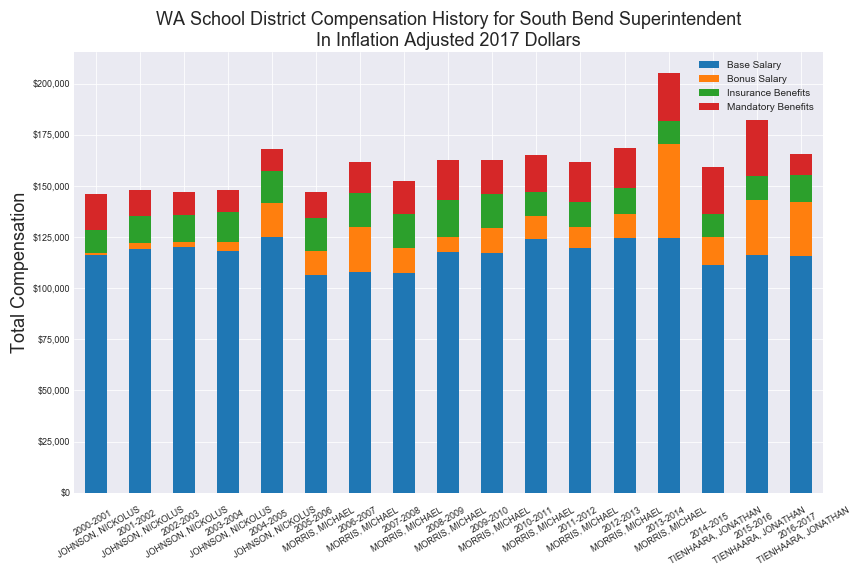 WA School District Compensation History for South Bend Superintendent
In Inflation Adjusted 2017 Dollars
Base Salary
Bonus Salary
Insurance Benefits
Mandatory Benefits
Total Compensation
$200,000
$175,000
$150,000
$125,000
$100,000
$75,000
$50,000
$25,000
$0
2000-2001
JOHNSON, NICKOLUS
2001-2002
JOHNSON, NICKOLUS
2002-2003
JOHNSON, NICKOLUS
2003-2004
JOHNSON, NICKOLUS
2004-2005
JOHNSON, NICKOLUS
2005-2006
MORRIS, MICHAEL
2006-2007
MORRIS, MICHAEL
2007-2008
MORRIS, MICHAEL
2008-2009
MORRIS, MICHAEL
2009-2010
MORRIS, MICHAEL
2010-2011
MORRIS, MICHAEL
2011-2012
MORRIS, MICHAEL
2012-2013
MORRIS, MICHAEL
2013-2014
MORRIS, MICHAEL
2014-2015
TIENHAARA, JONATHAN
2015-2016
TIENHAARA, JONATHAN
2016-2017
TIENHAARA, JONATHAN